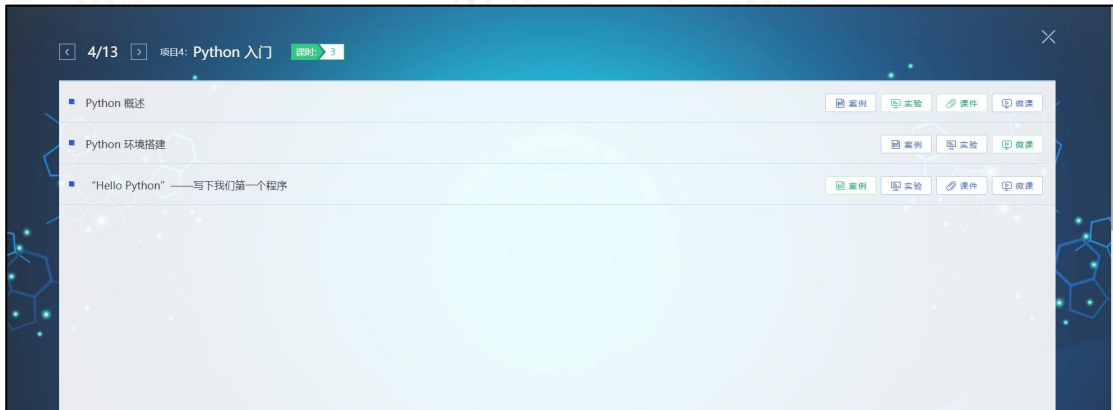 4/13 项目4: Python 入门 课时: 3
Python 概述 案例 实验 课件 微课
Python 环境搭建 案例 实验 微课
“Hello Python”——写下我们第一个程序 案例 实验 课件 微课